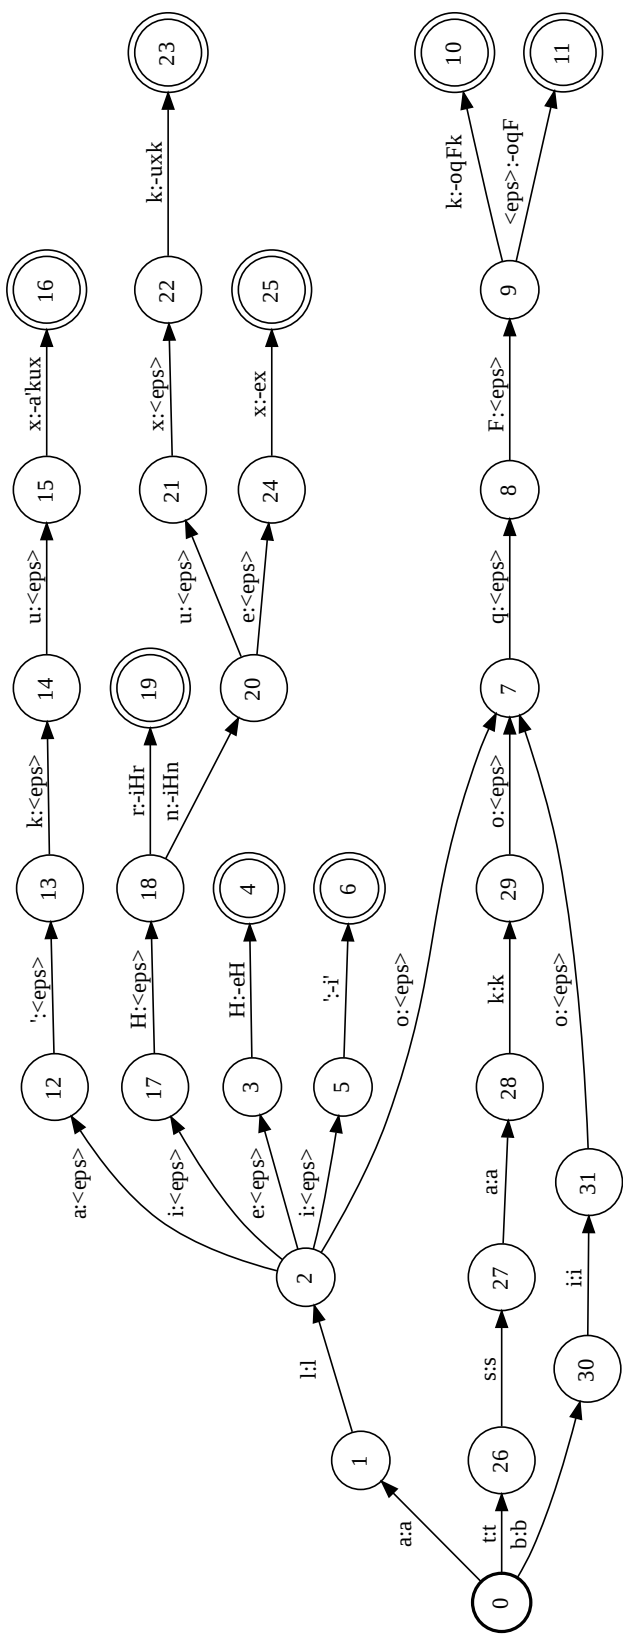 0
a:a
t:t
b:b
1
26
30
l:l
s:s
i:i
2
27
31
a:<eps>
i:<eps>
e:<eps>
i:<eps>
o:<eps>
a:a
o:<eps>
12
17
3
5
28
':<eps>
H:<eps>
H:-eH
':-i'
k:k
13
18
4
6
29
k:<eps>
r:-iHr
n:-iHn
o:<eps>
14
19
20
7
u:<eps>
u:<eps>
e:<eps>
q:<eps>
15
21
24
8
x:-a'kux
x:<eps>
x:-ex
F:<eps>
16
22
25
9
k:-uxk
k:-oqFk
<eps>:-oqF
23
10
11